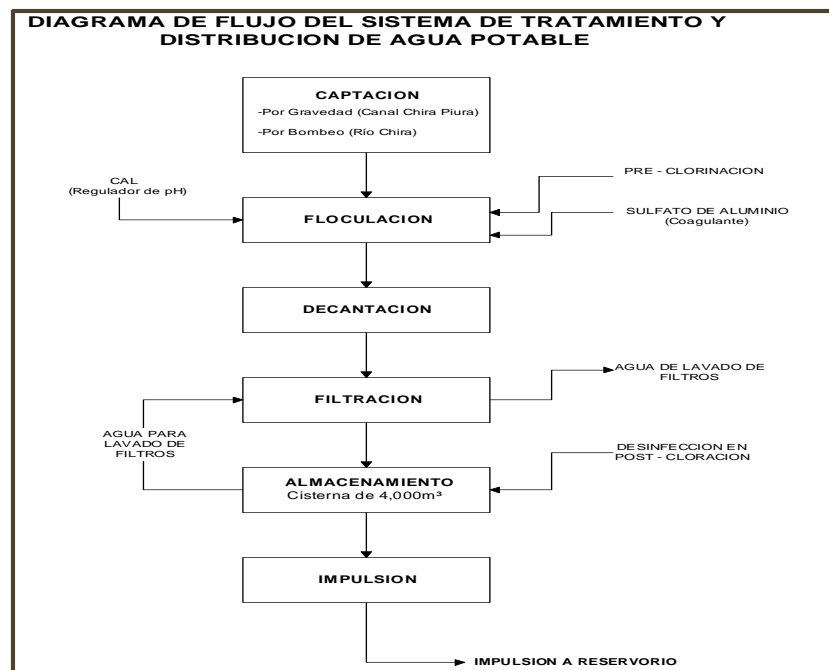 DIAGRAMA DE FLUJO DEL SISTEMA DE TRATAMIENTO Y
DISTRIBUCION DE AGUA POTABLE
CAPTACION
-Por Gravedad (Canal Chira Piura)
-Por Bombeo (Río Chira)
CAL
(Regulador de pH)
PRE - CLORINACION
FLOCULACION
SULFATO DE ALUMINIO
(Coagulante)
DECANTACION
FILTRACION
AGUA DE LAVADO DE
FILTROS
AGUA PARA
LAVADO DE
FILTROS
DESINFECCION EN
POST - CLORACION
ALMACENAMIENTO
Cisterna de 4,000m³
IMPULSION
IMPULSION A RESERVORIO